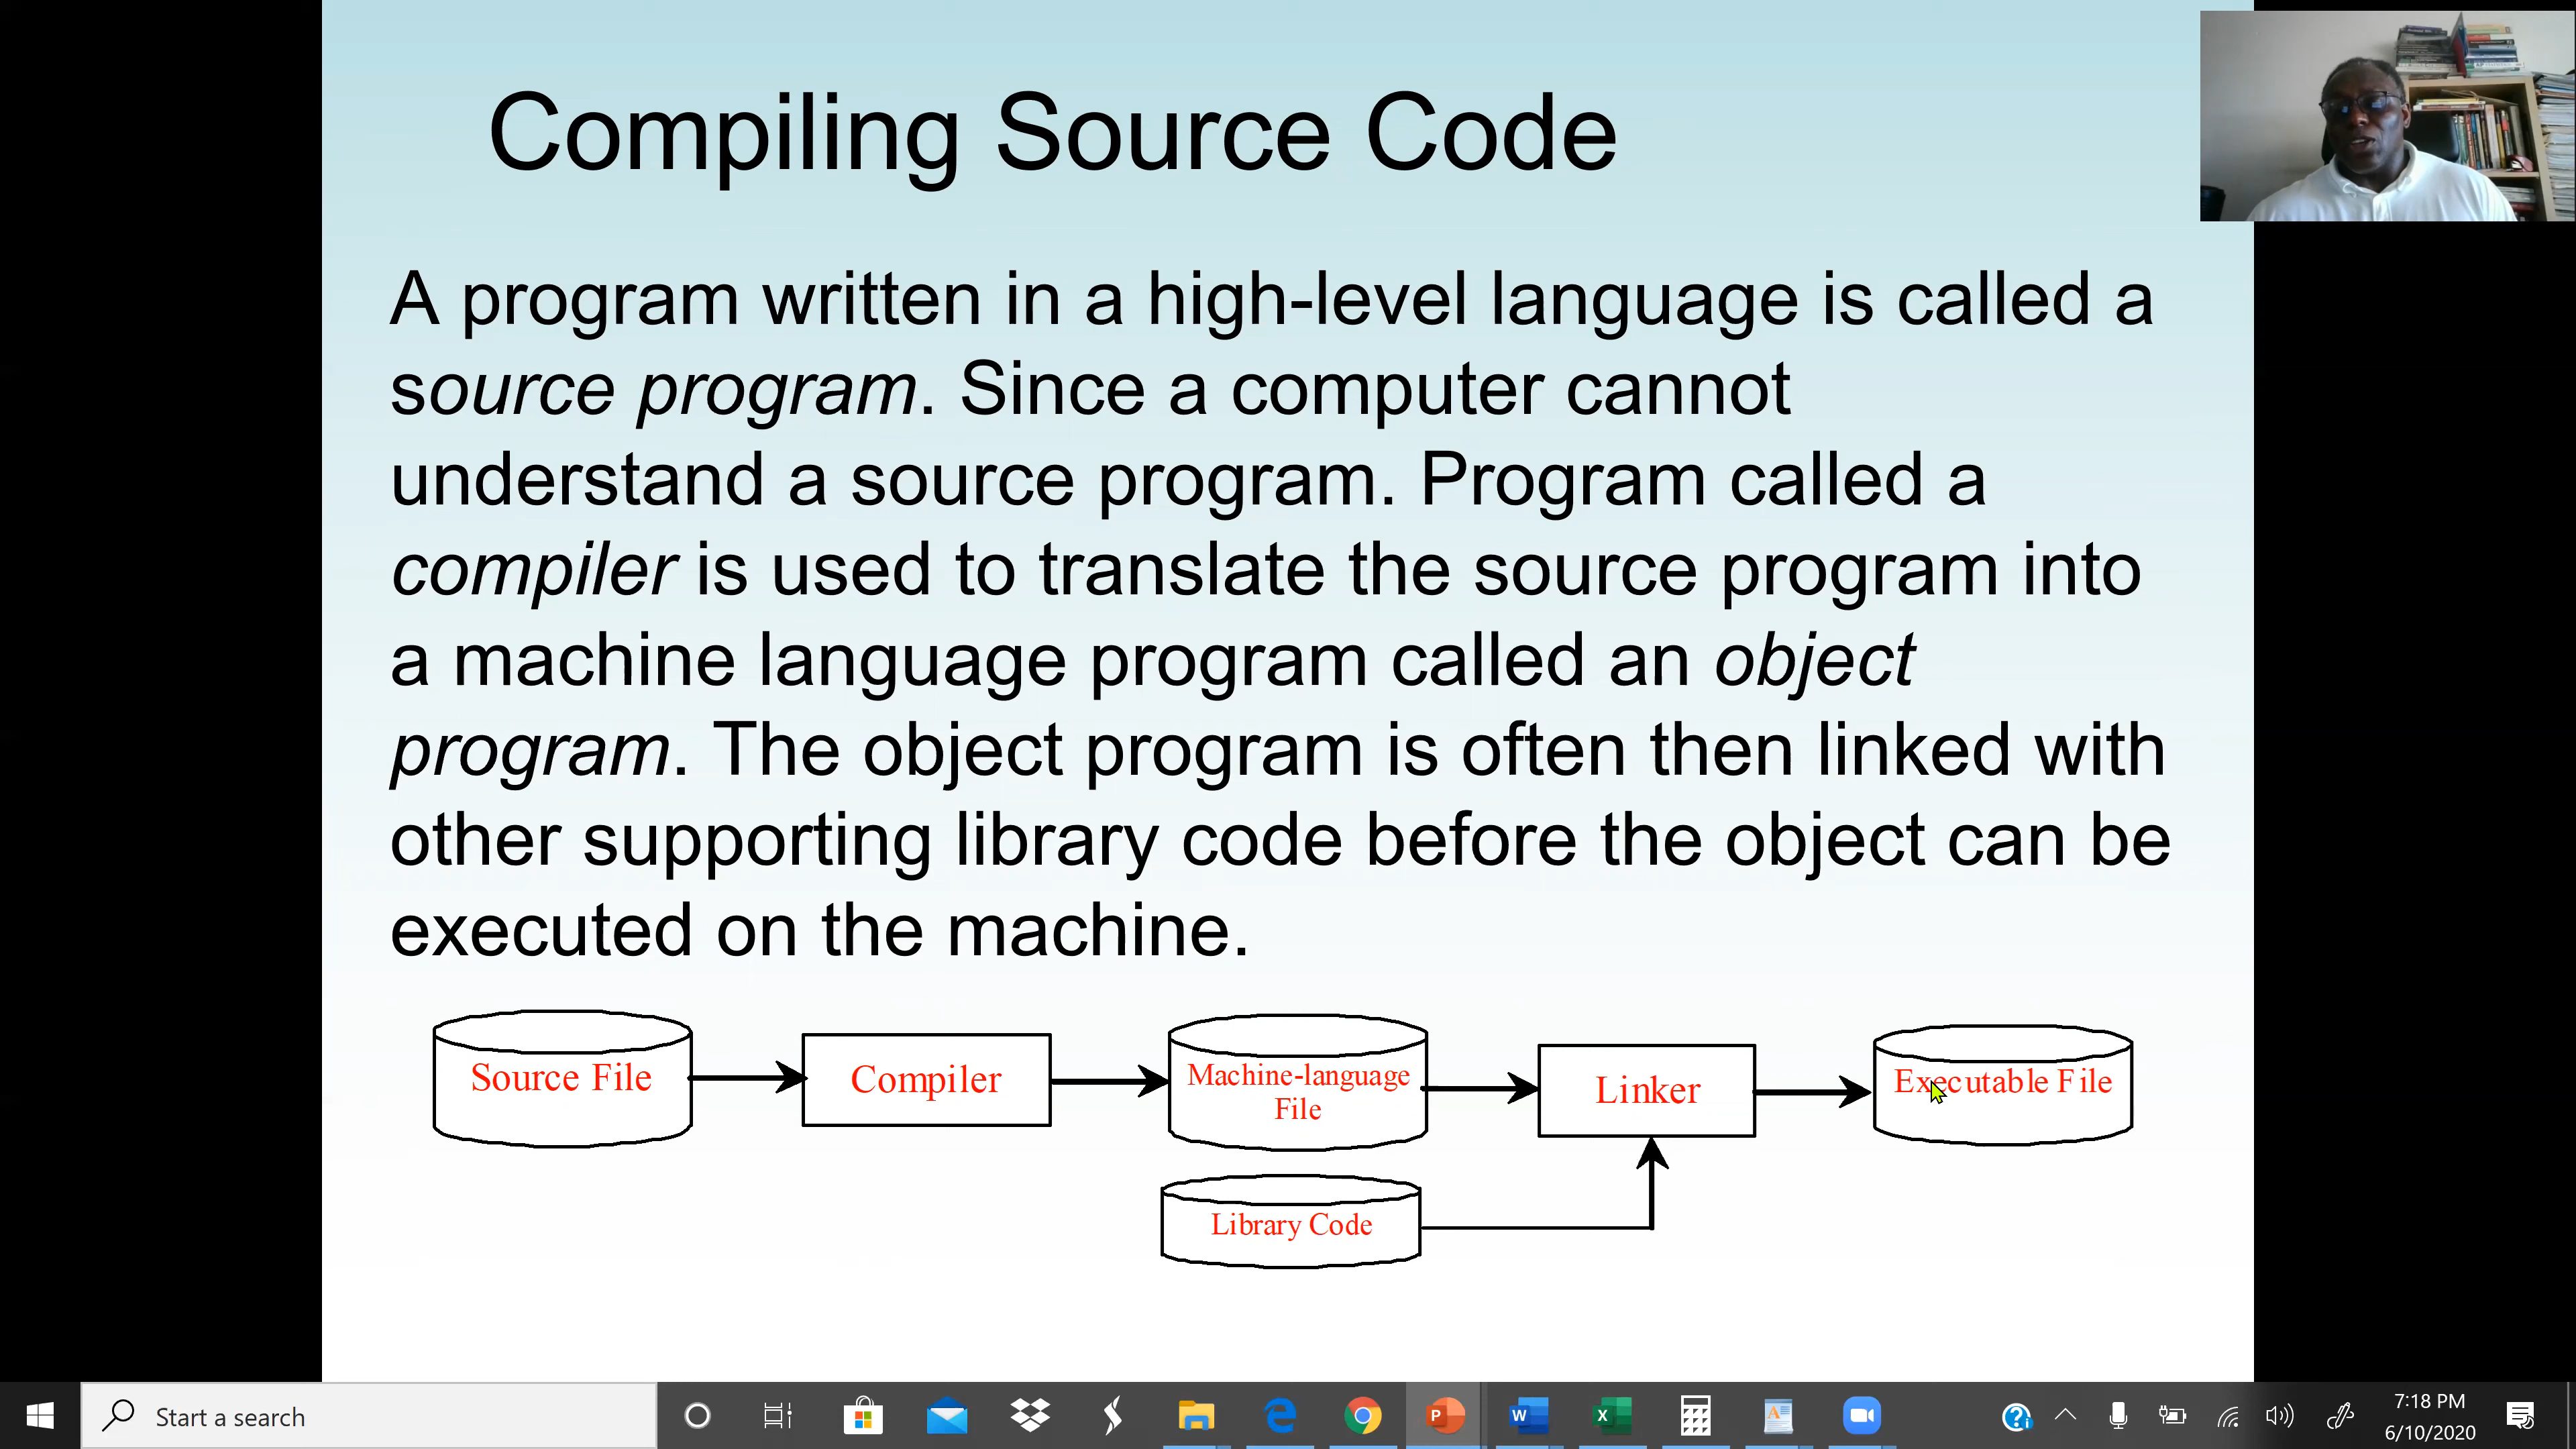 Compiling Source Code
A program written in a high-level language is called a
source program. Since a computer cannot
understand a source program. Program called a
compiler is used to translate the source program into
a machine language program called an object
program. The object program is often then linked with
other supporting library code before the object can be
executed on the machine.
Source File
Compiler
Machine-language
File
Linker
Executable File
Library Code
Start a search
7:18 PM
6/10/2020